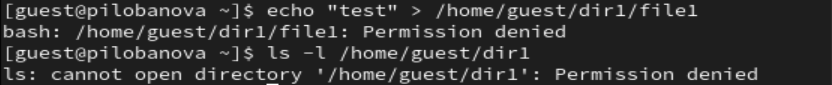 [guest@pilobanova ~]$ echo "test" > /home/guest/dir1/file1
bash: /home/guest/dir1/file1: Permission denied
[guest@pilobanova ~]$ ls -l /home/guest/dir1
ls: cannot open directory '/home/guest/dir1': Permission denied